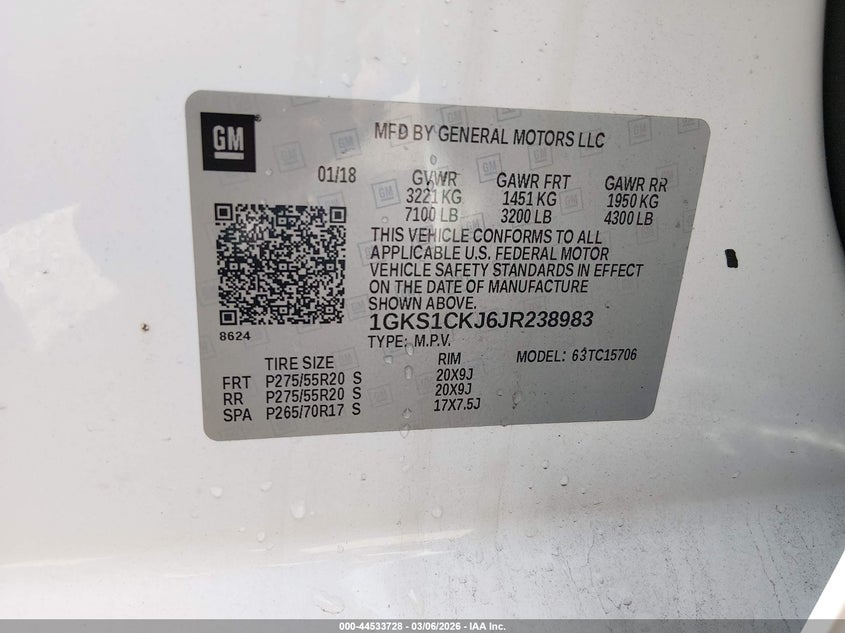 GM
MFD BY GENERAL MOTORS LLC
01/18
GVWR GAWR FRT GAWR RR
3221 KG 1451 KG 1950 KG
7100 LB 3200 LB 4300 LB
THIS VEHICLE CONFORMS TO ALL
APPLICABLE U.S. FEDERAL MOTOR
VEHICLE SAFETY STANDARDS IN EFFECT
ON THE DATE OF MANUFACTURE
SHOWN ABOVE.
1GKS1CKJ6JR238983
8624
TYPE: M.P.V. MODEL: 63TC15706
TIRE SIZE RIM
FRT P275/55R20 S 20X9J
RR P275/55R20 S 20X9J
SPA P265/70R17 S 17X7.5J
000-44533728 - 03/06/2026 - IAA Inc.